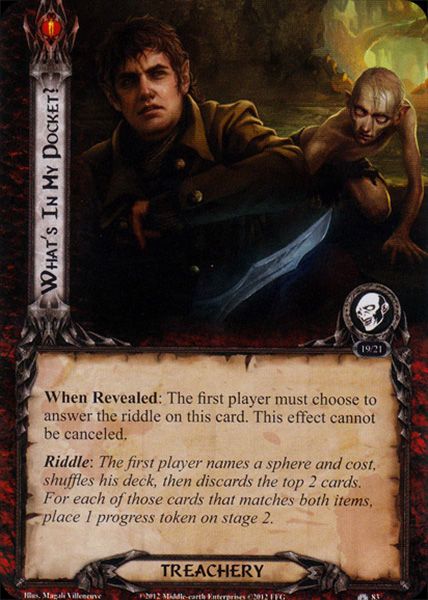 What's In My Pocket?
19/21
When Revealed: The first player must choose to
answer the riddle on this card. This effect cannot
be canceled.
Riddle: The first player names a sphere and cost,
shuffles his deck, then discards the top 2 cards.
For each of those cards that matches both items,
place 1 progress token on stage 2.
TREACHERY
Illus. Magali Villeneuve ©2012 Middle-earth Enterprises ©2012 FFG 83